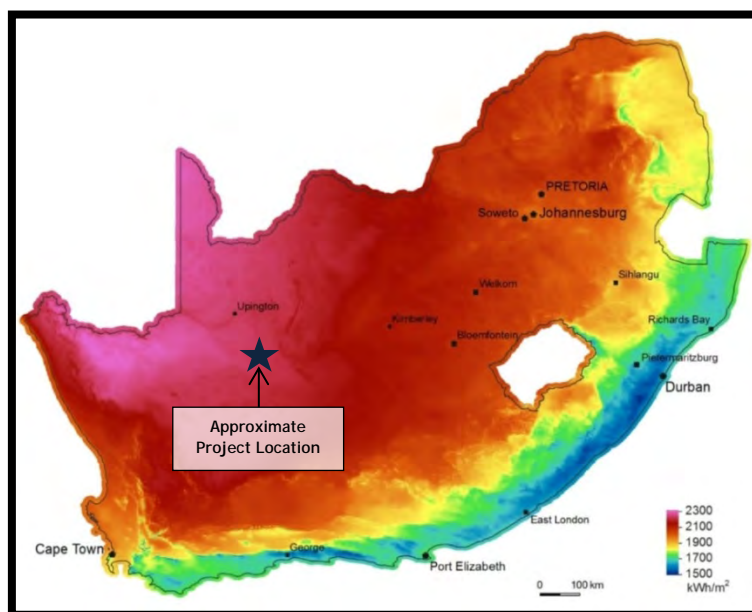 PRETORIA
Soweto
Johannesburg
Sihlangu
Welkom
Upington
Kimberley
Bloemfontein
Richards Bay
Pietermaritzburg
Durban
Approximate
Project Location
East London
Cape Town
George
Port Elizabeth
0 100 km
2300
2100
1900
1700
1500
kWh/m²